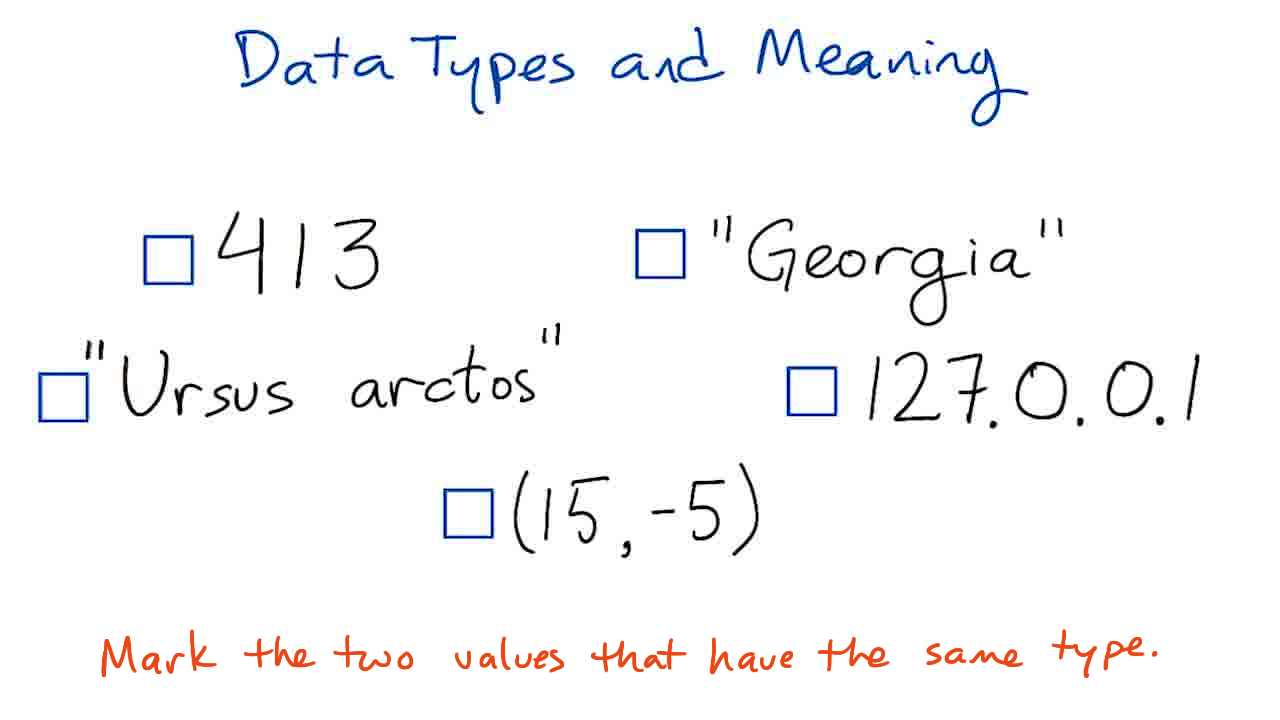 Data Types and Meaning
413
"Georgia"
"Ursus arctos"
127.0.0.1
(15, -5)
Mark the two values that have the same type.